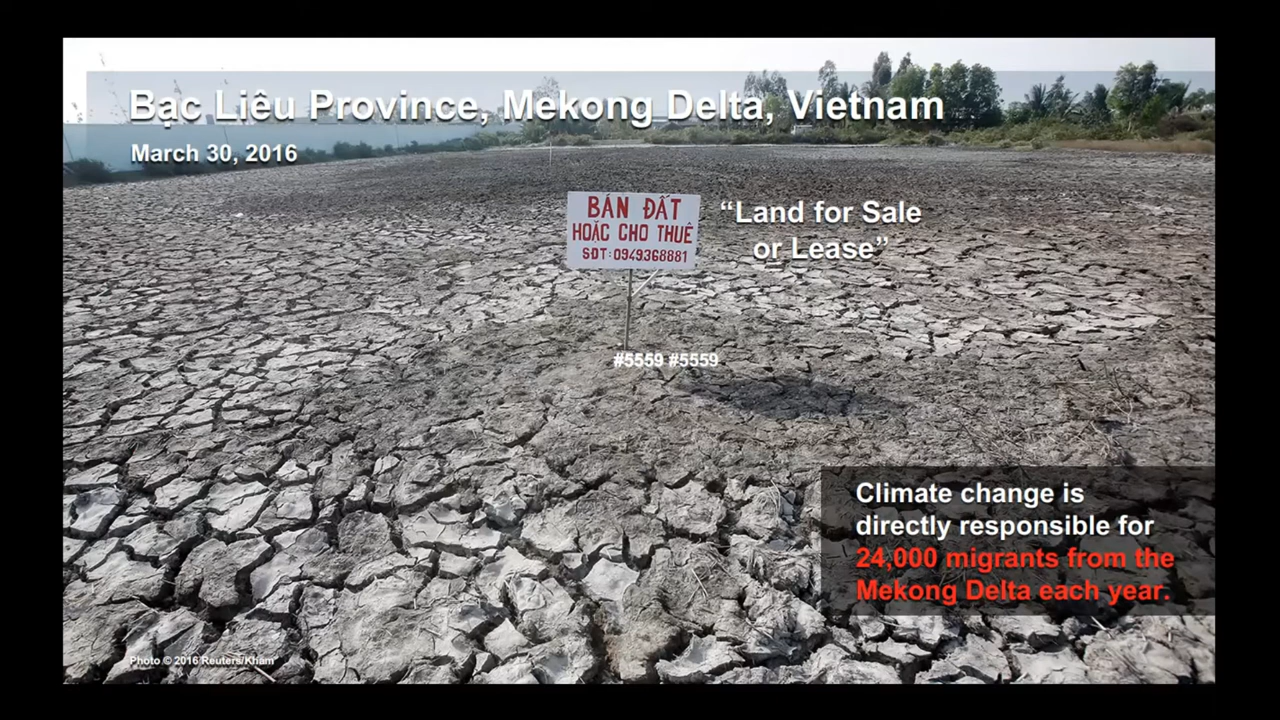 Bạc Liêu Province, Mekong Delta, Vietnam
March 30, 2016
BÁN ĐẤT
HOẶC CHO THUÊ
SĐT:0949368881
“Land for Sale
or Lease”
#5559 #5559
Climate change is
directly responsible for
24,000 migrants from the
Mekong Delta each year.
Photo © 2016 Reuters/Kham